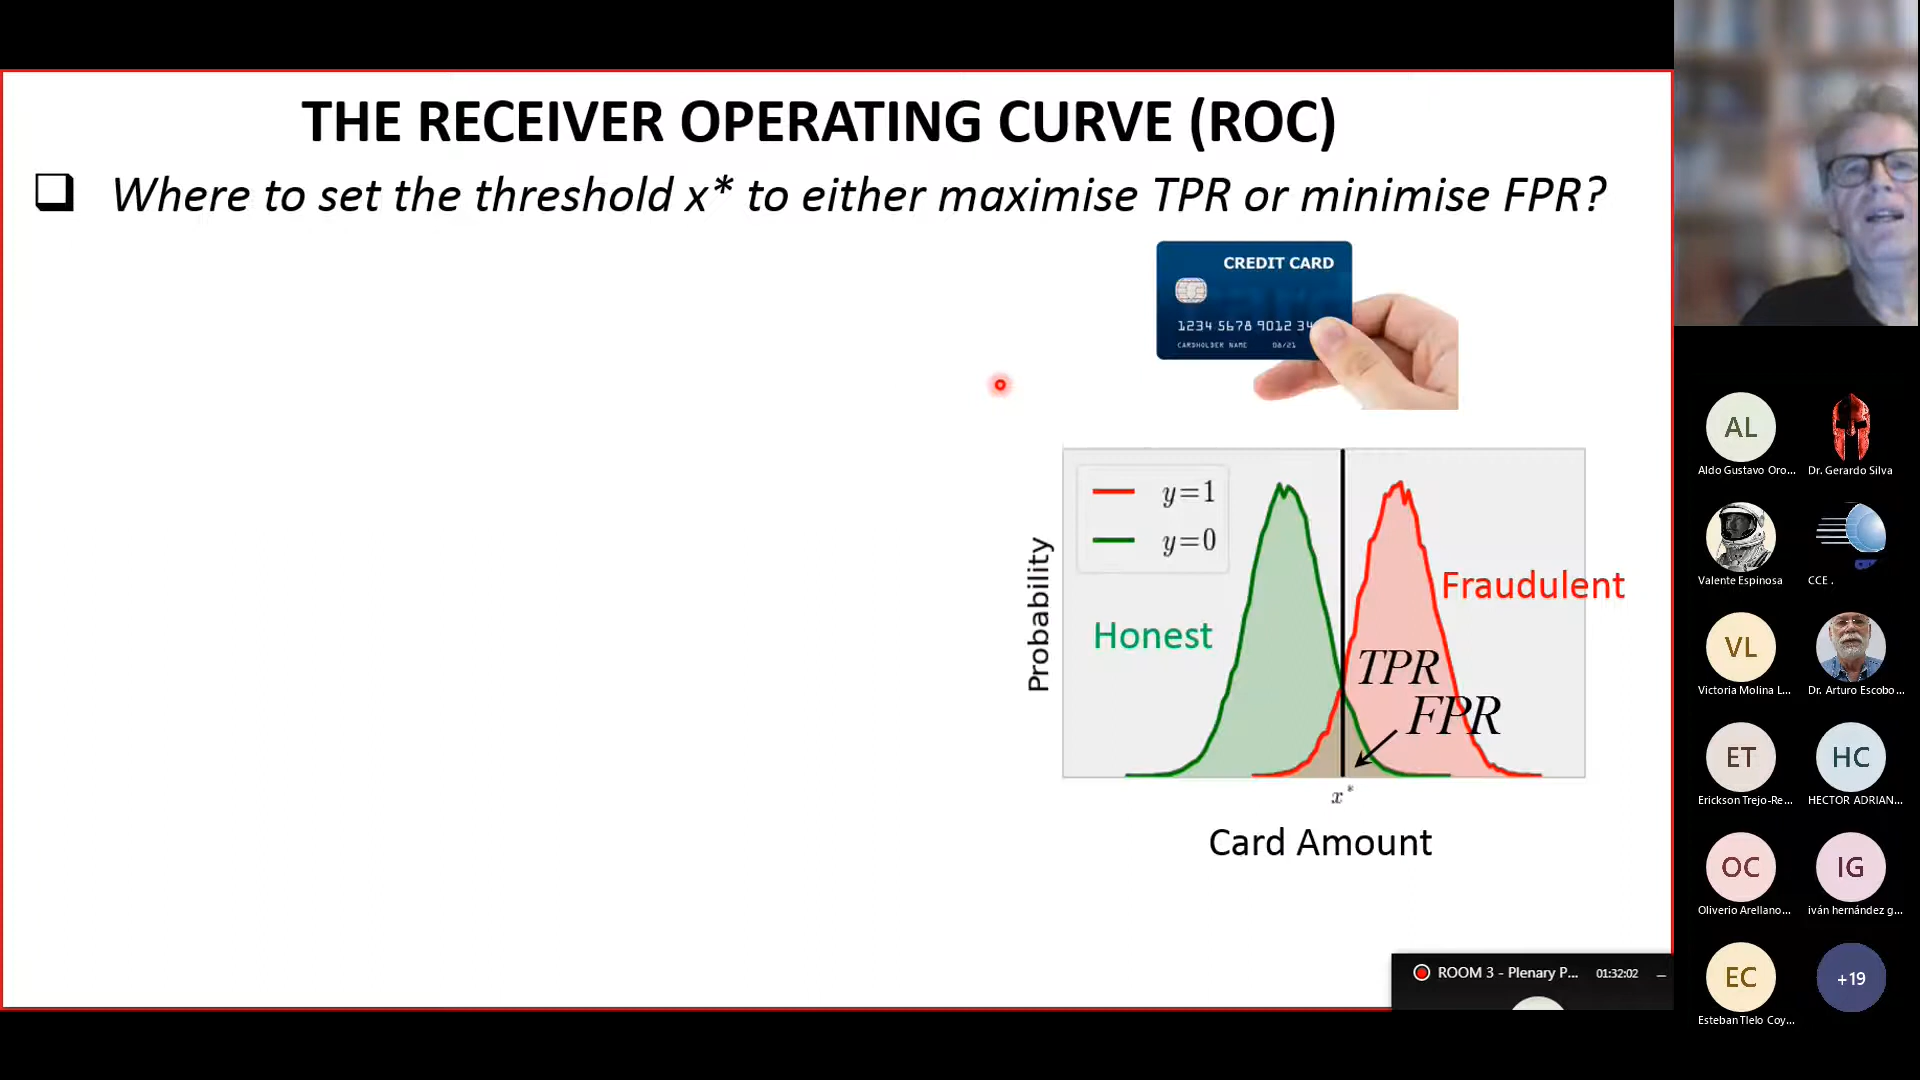 THE RECEIVER OPERATING CURVE (ROC)
❑ Where to set the threshold x* to either maximise TPR or minimise FPR?
CREDIT CARD
1234 5678 9012 34
CARDHOLDER NAME 08/21
y=1
y=0
Probability
Honest
Fraudulent
TPR
FPR
x*
Card Amount
ROOM 3 - Plenary P... 01:32:02
AL
Aldo Gustavo Oro...
Dr. Gerardo Silva
Valente Espinosa
CCE .
VL
Victoria Molina L...
Dr. Arturo Escobo...
ET
Erickson Trejo-Re...
HC
HECTOR ADRIAN...
OC
Oliverio Arellano...
IG
iván hernández g...
EC
Esteban Tlelo Coy...
+19